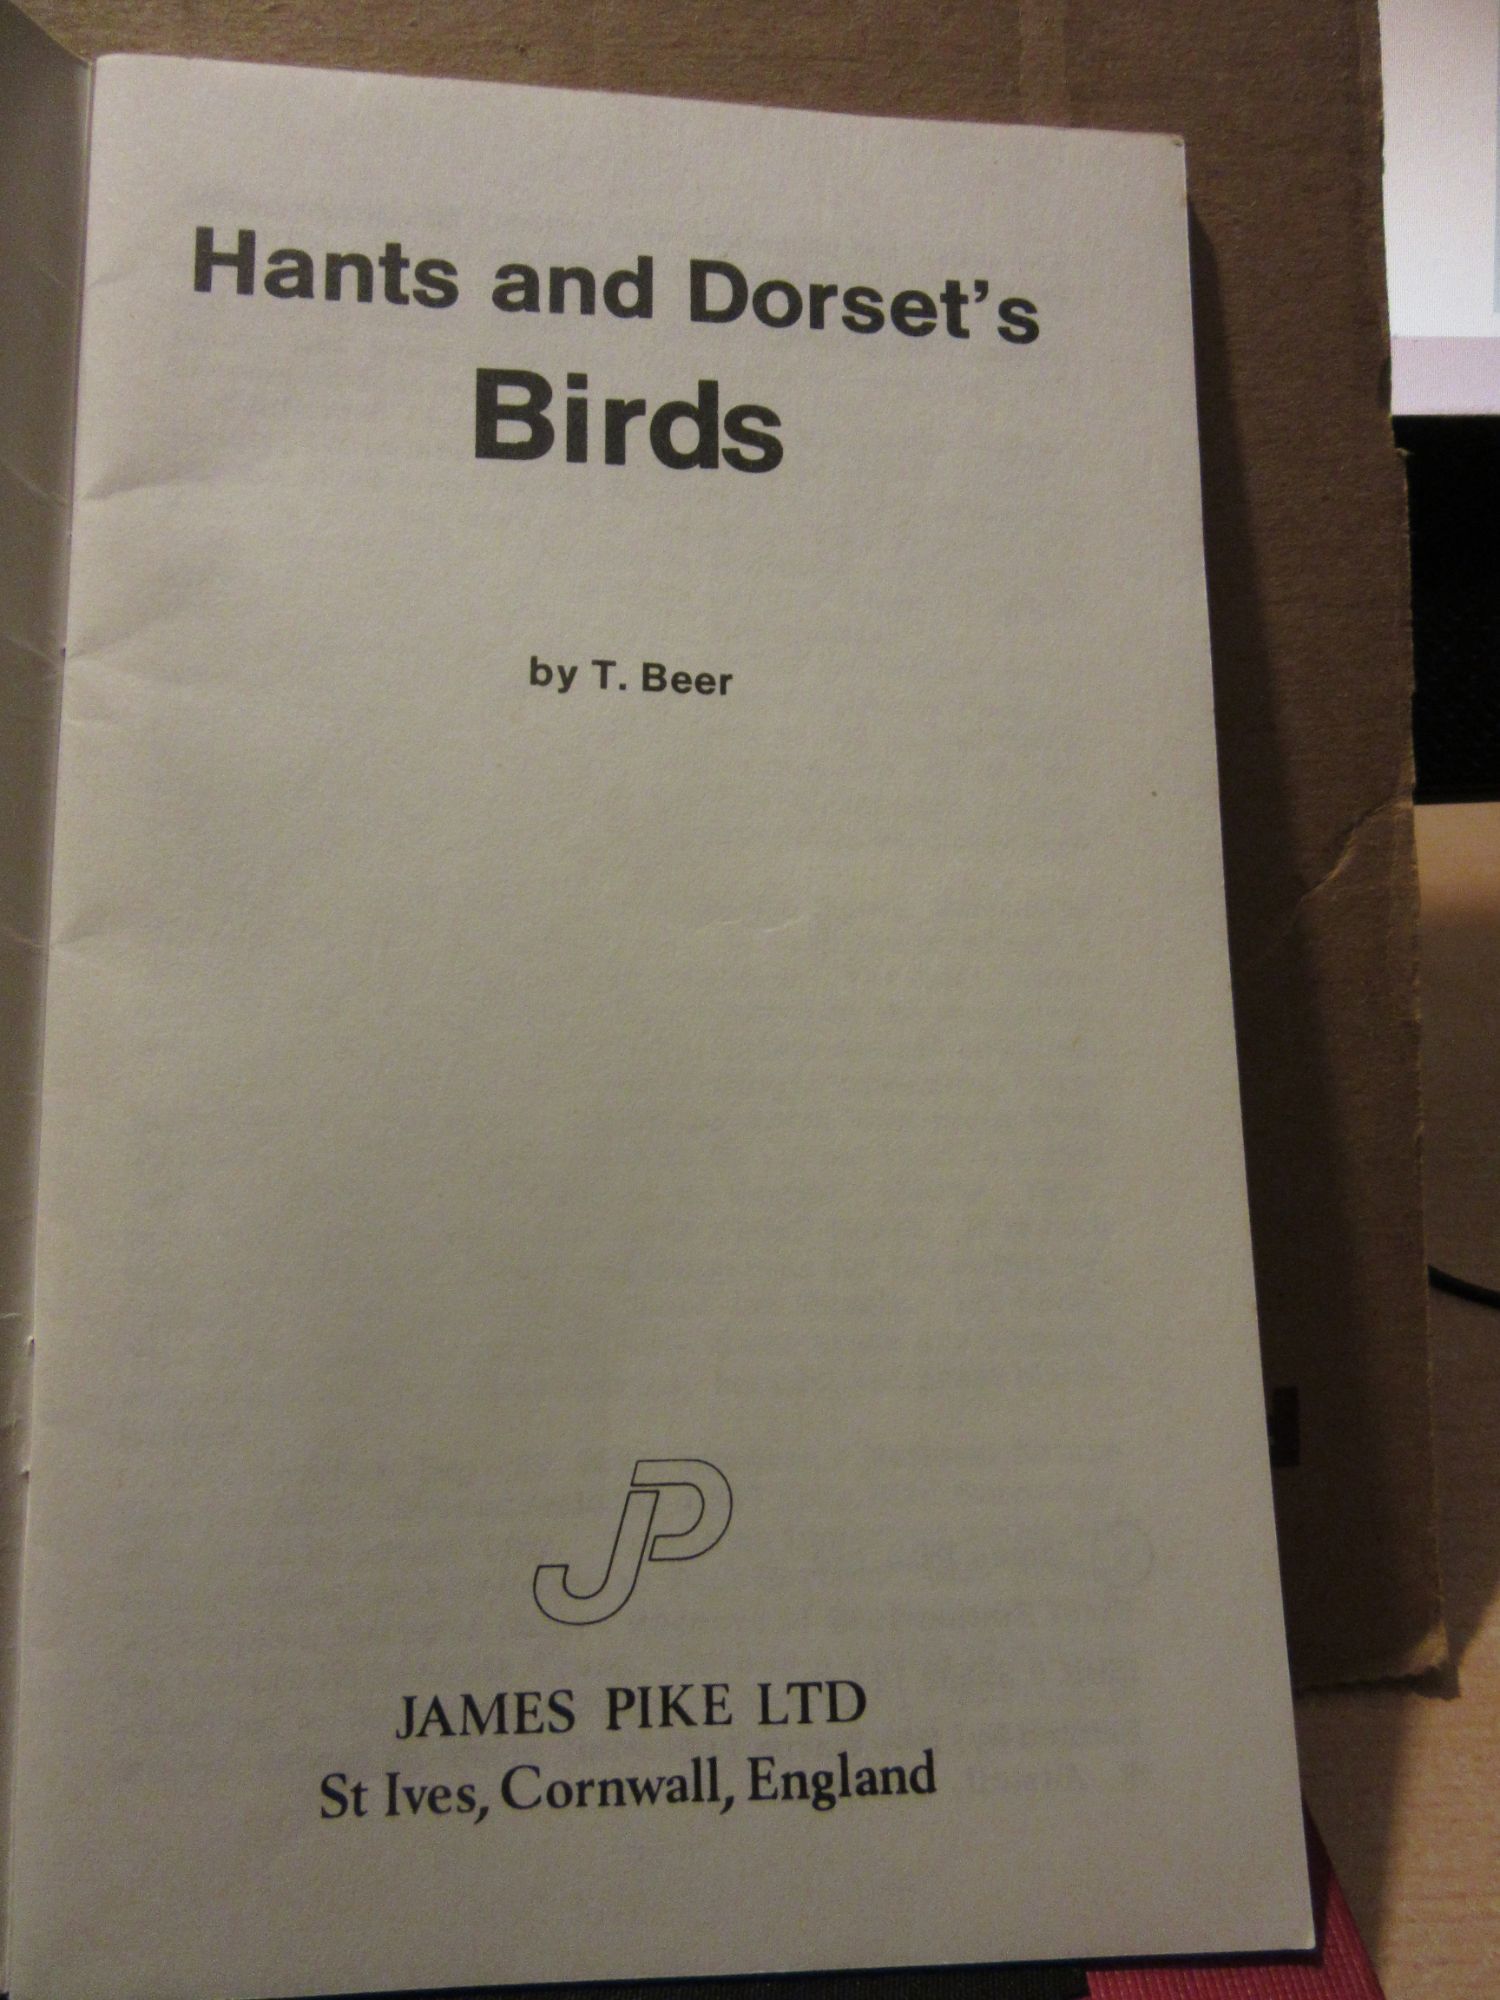 Hants and Dorset's
Birds
by T. Beer
JP
JAMES PIKE LTD
St Ives, Cornwall, England